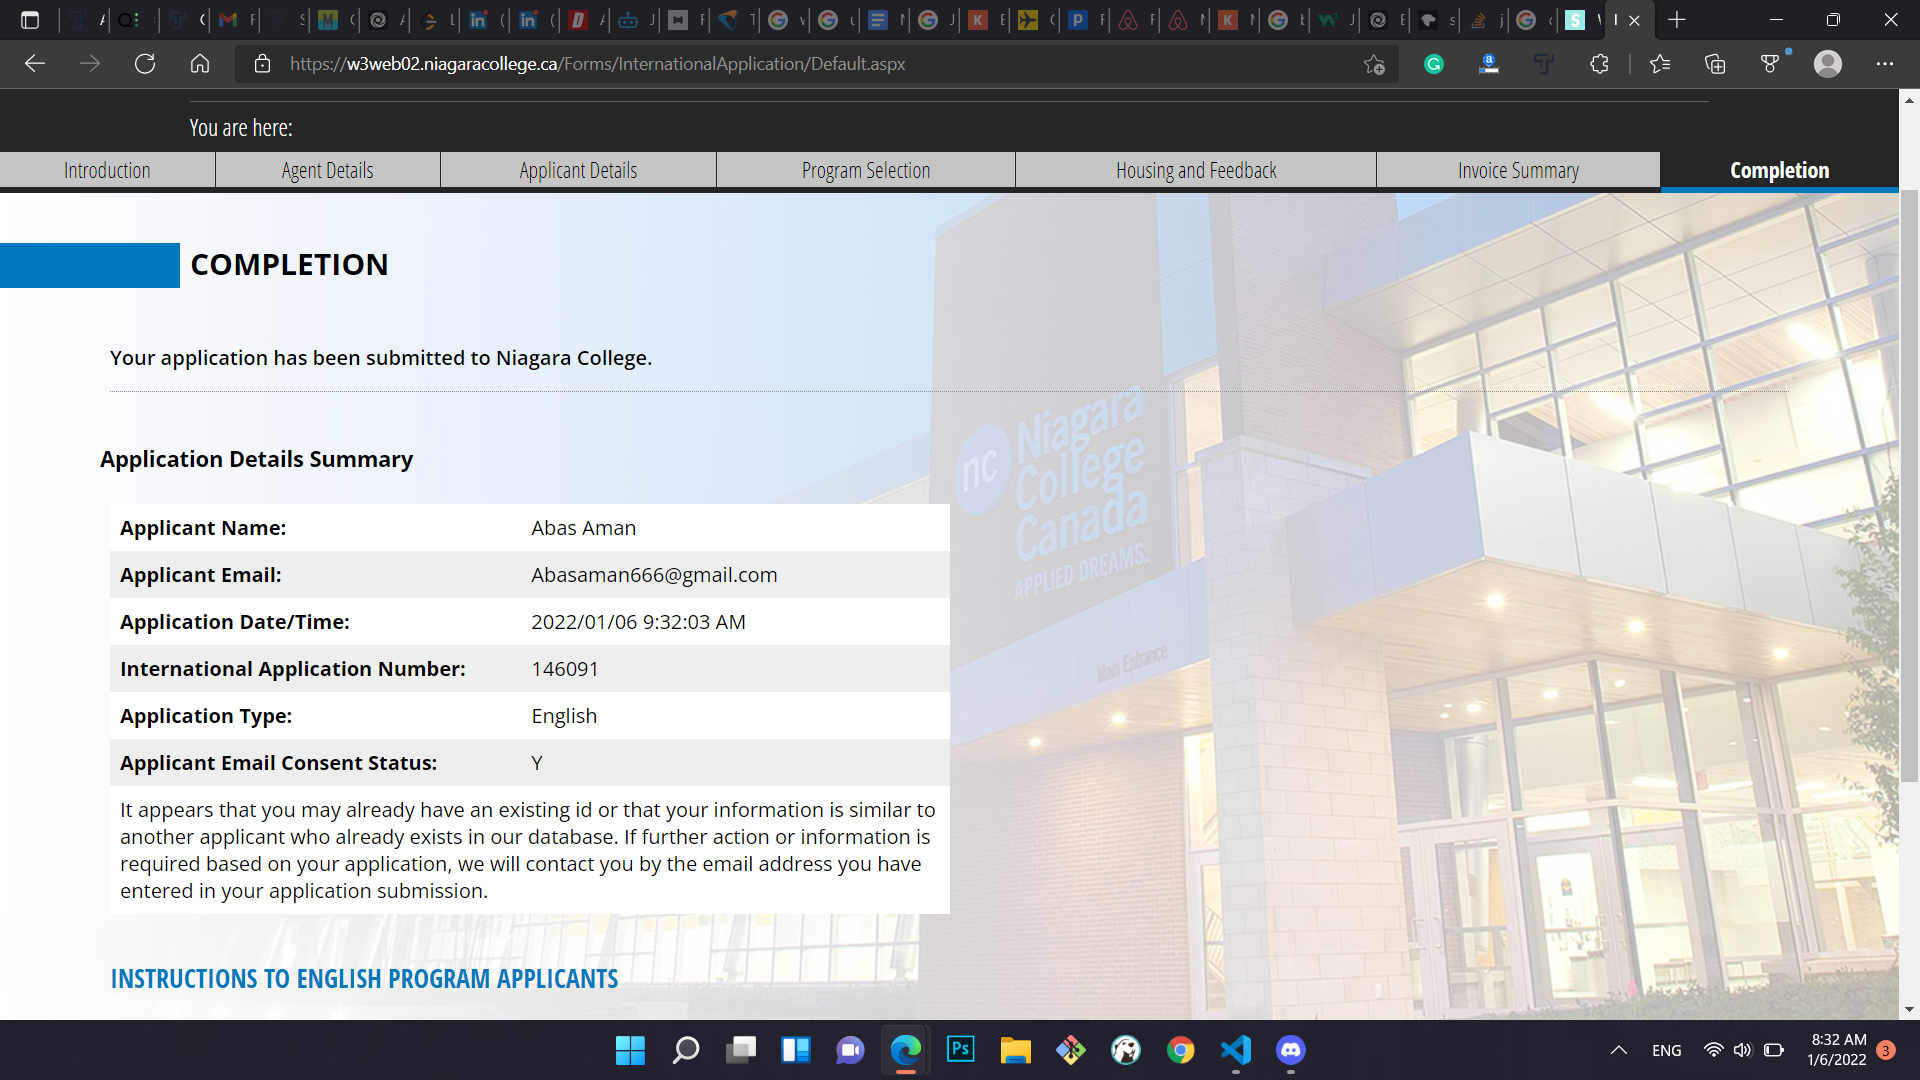 https://w3web02.niagaracollege.ca/Forms/InternationalApplication/Default.aspx
You are here:
Introduction
Agent Details
Applicant Details
Program Selection
Housing and Feedback
Invoice Summary
Completion
COMPLETION
Your application has been submitted to Niagara College.
nc Niagara
College
Canada
APPLIED DREAMS.
Main Entrance
Application Details Summary
Applicant Name: Abas Aman
Applicant Email: Abasaman666@gmail.com
Application Date/Time: 2022/01/06 9:32:03 AM
International Application Number: 146091
Application Type: English
Applicant Email Consent Status: Y
It appears that you may already have an existing id or that your information is similar to
another applicant who already exists in our database. If further action or information is
required based on your application, we will contact you by the email address you have
entered in your application submission.
INSTRUCTIONS TO ENGLISH PROGRAM APPLICANTS
Ps
ENG
8:32 AM
1/6/2022
3